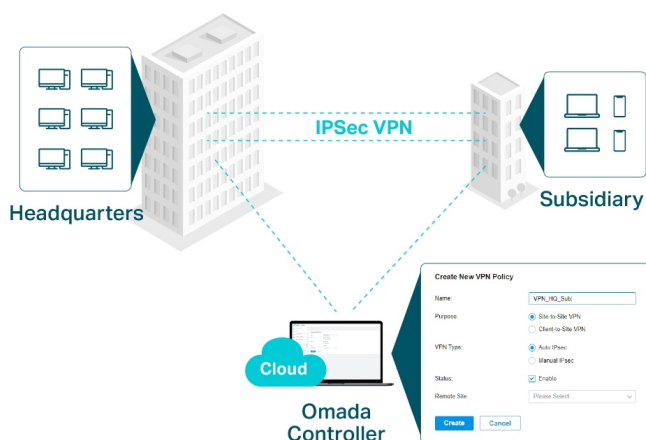 IPSec VPN
Headquarters
Subsidiary
Create New VPN Policy
Name: VPN_HQ_Sub
Purpose: Site-to-Site VPN
Client-to-Site VPN
VPN Type: Auto IPsec
Manual IPsec
Status: Enable
Remote Site: Please Select...
Create Cancel
Cloud
Omada
Controller